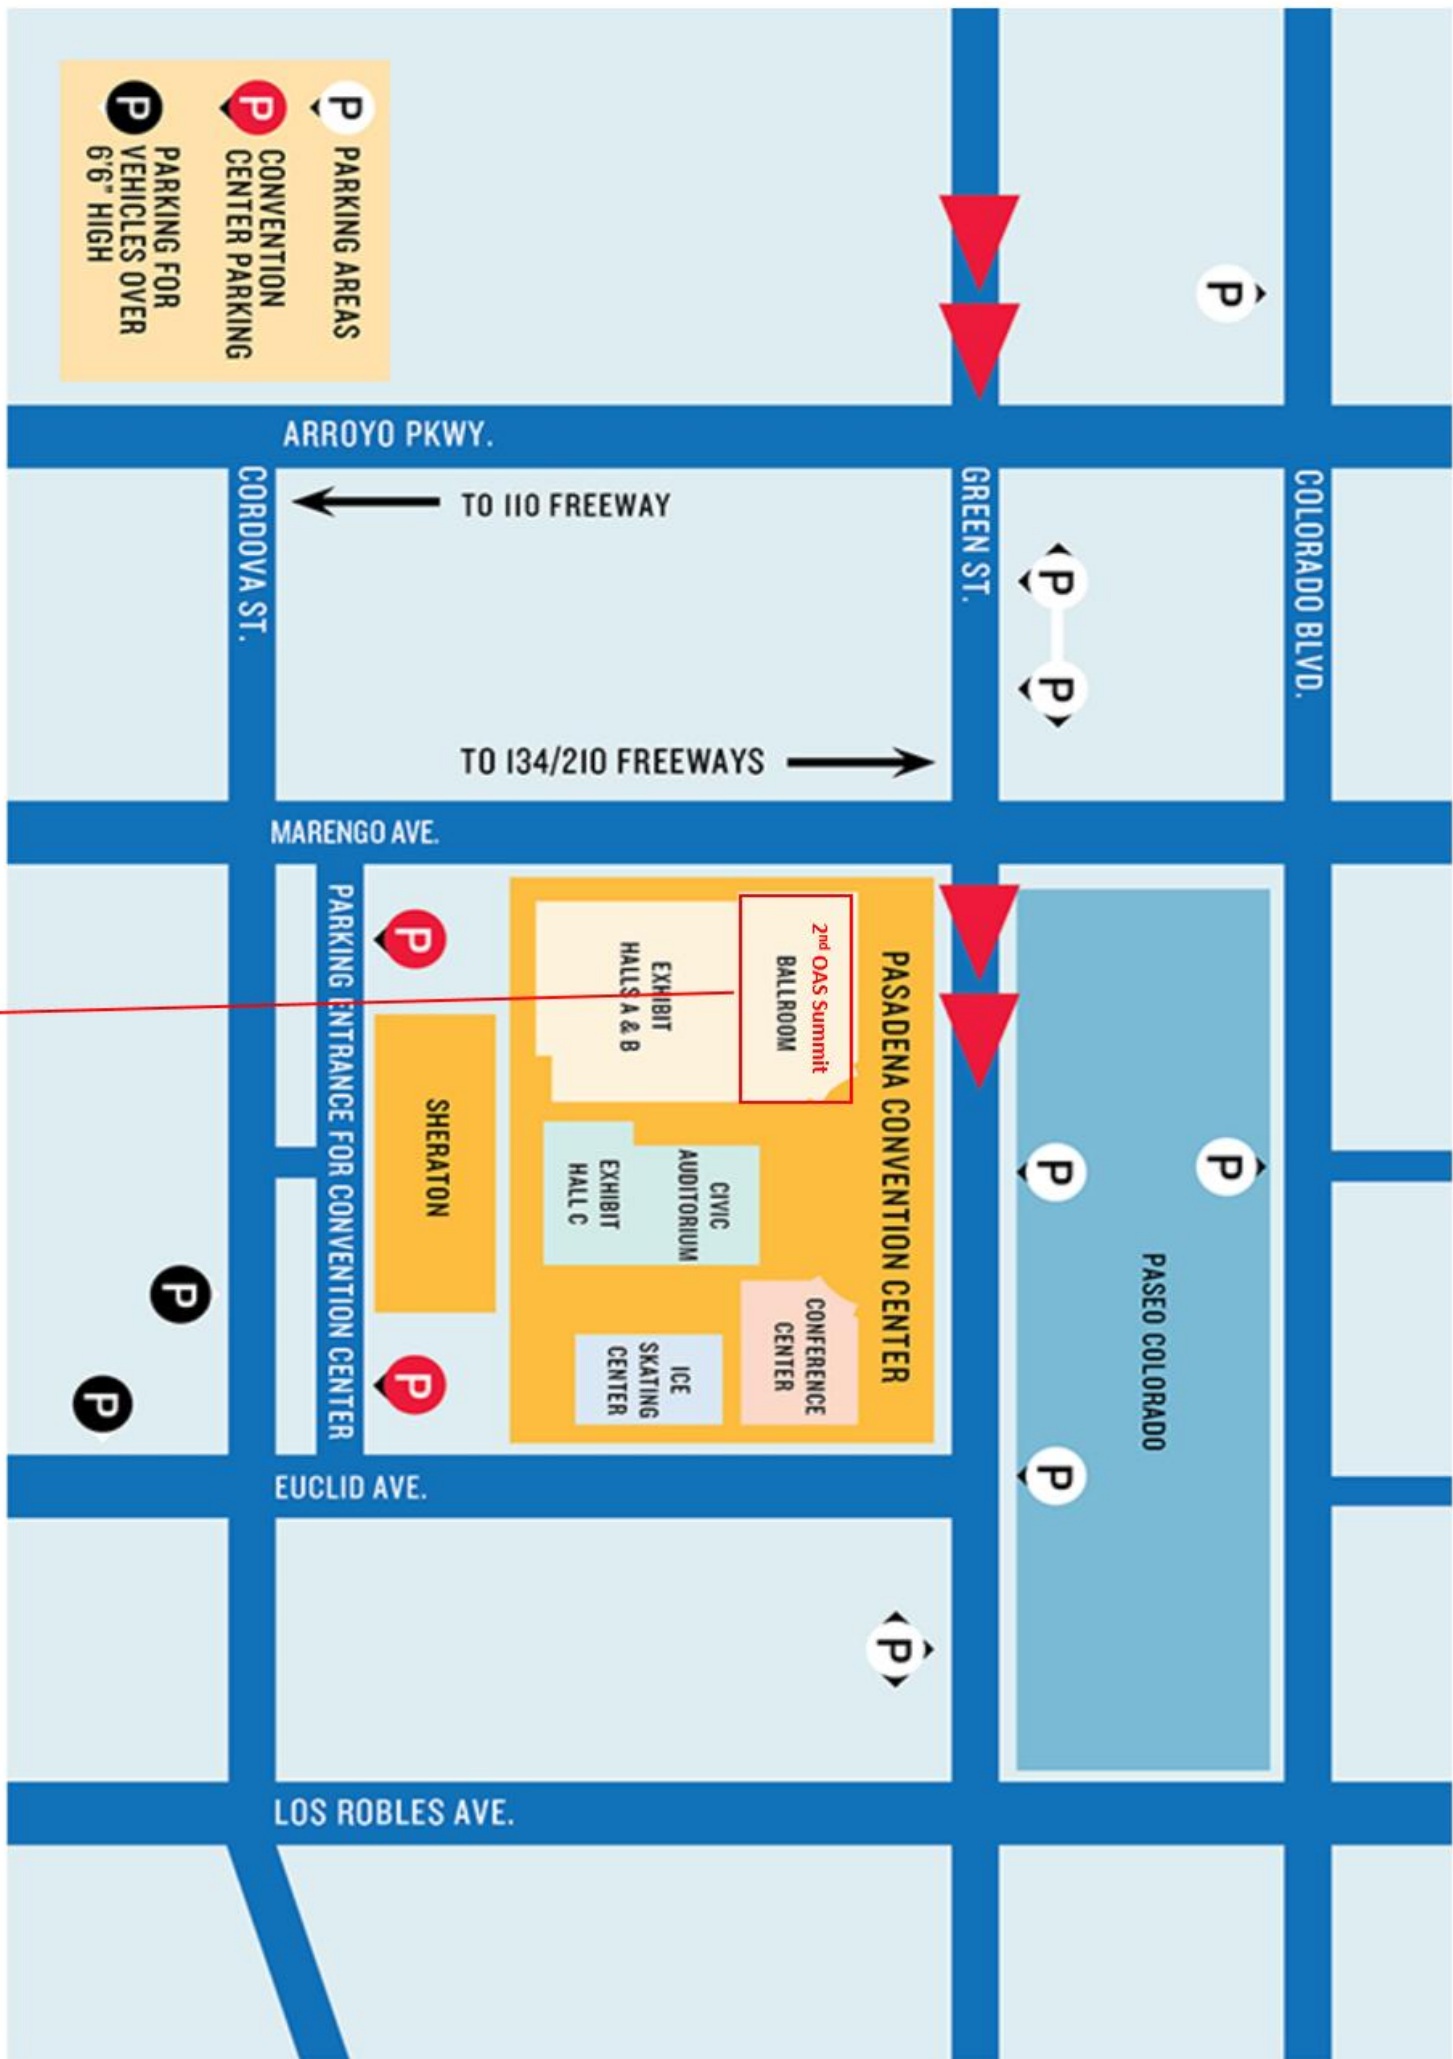 P PARKING AREAS
P CONVENTION
CENTER PARKING
P PARKING FOR
VEHICLES OVER
6'6" HIGH
P
COLORADO BLVD.
P
P
GREEN ST.
ARROYO PKWY.
TO 110 FREEWAY
CORDOVA ST.
TO 134/210 FREEWAYS
MARENGO AVE.
P
PASEO COLORADO
P
P
PASADENA CONVENTION CENTER
2nd OAS Summit
BALLROOM
EXHIBIT
HALLS A & B
CIVIC
AUDITORIUM
EXHIBIT
HALL C
CONFERENCE
CENTER
ICE
SKATING
CENTER
P
SHERATON
P
PARKING ENTRANCE FOR CONVENTION CENTER
P
P
EUCLID AVE.
P
LOS ROBLES AVE.